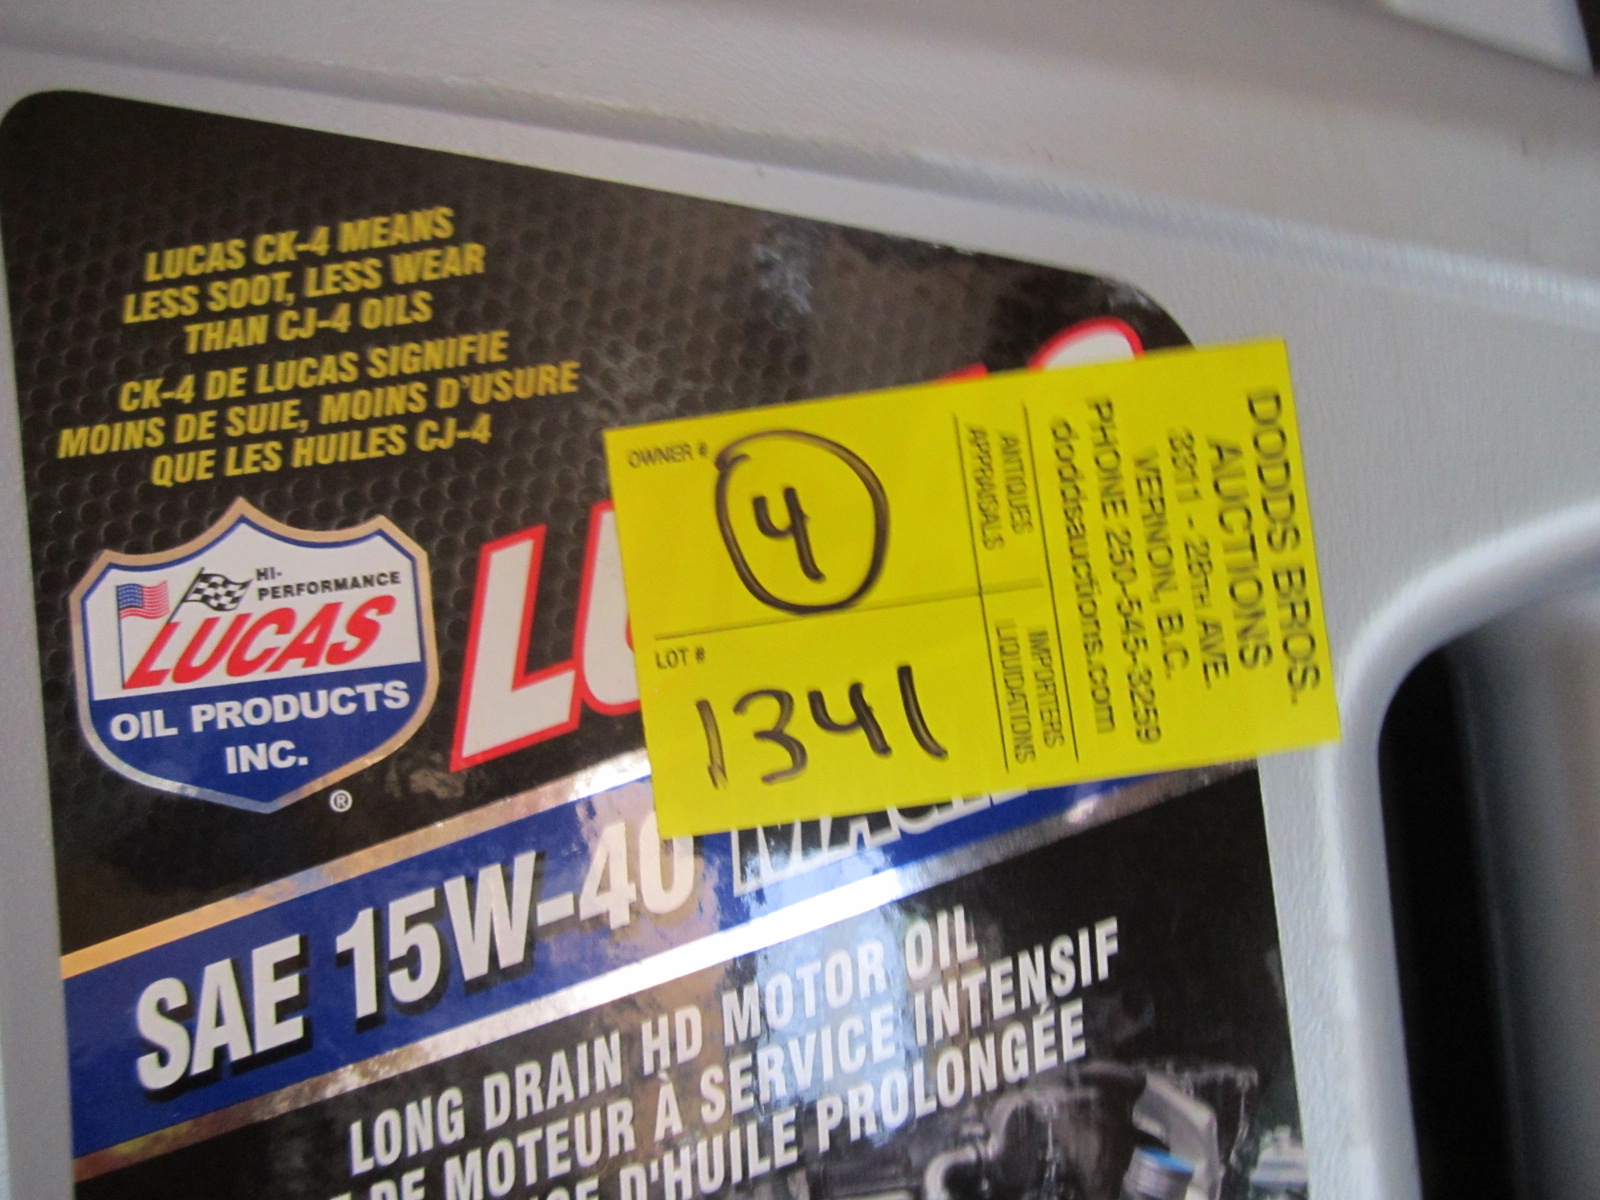 LUCAS CK-4 MEANS
LESS SOOT, LESS WEAR
THAN CJ-4 OILS
CK-4 DE LUCAS SIGNIFIE
MOINS DE SUIE, MOINS D'USURE
QUE LES HUILES CJ-4
HI-
PERFORMANCE
LUCAS
OIL PRODUCTS
INC.
®
OWNER #
4
LOT #
1341
ANTIQUES
APPRAISALS
IMPORTERS
LIQUIDATIONS
DODDS BROS.
AUCTIONS
3311 - 28TH AVE.
VERNON, B.C.
PHONE 250-545-3259
doddsauctions.com
SAE 15W-40
LONG DRAIN HD MOTOR OIL
DE MOTEUR À SERVICE INTENSIF
D'HUILE PROLONGÉE